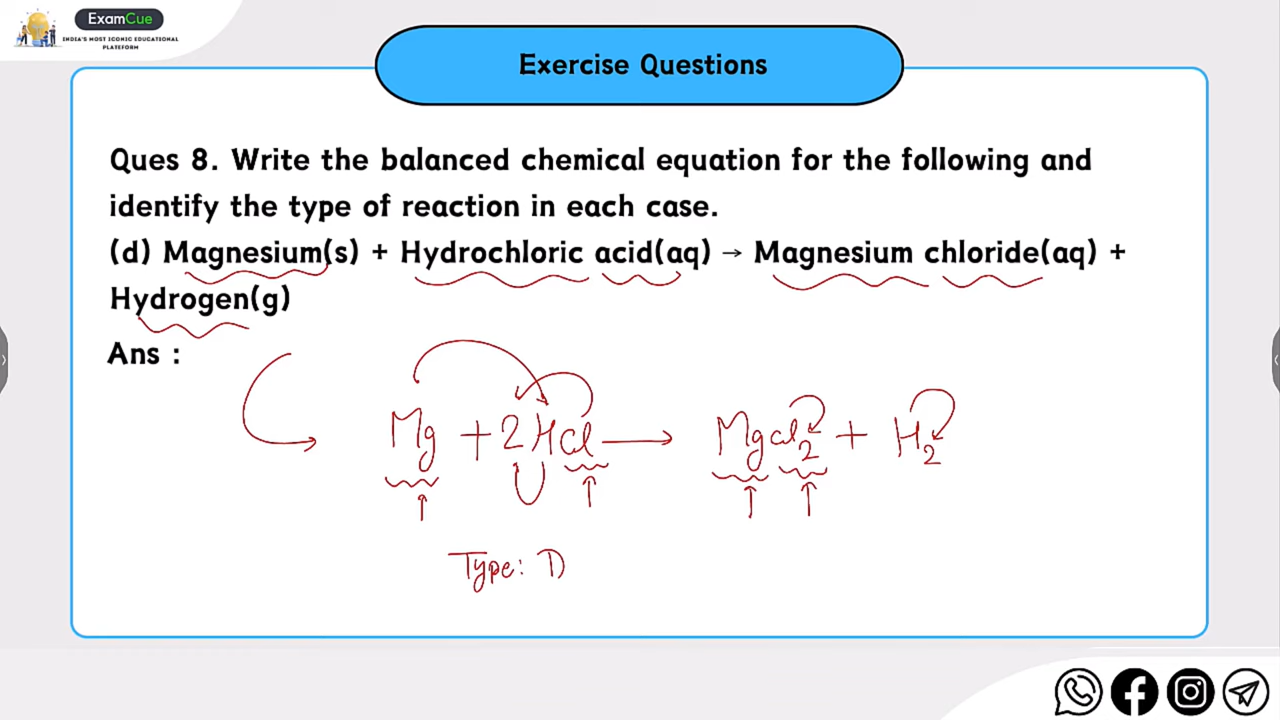 ExamCue
INDIA'S MOST ICONIC EDUCATIONAL
PLATEFORM
Exercise Questions
Ques 8. Write the balanced chemical equation for the following and
identify the type of reaction in each case.
(d) Magnesium(s) + Hydrochloric acid(aq) → Magnesium chloride(aq) +
Hydrogen(g)
Ans :
Mg + 2HCl → MgCl₂ + H₂
Type: D